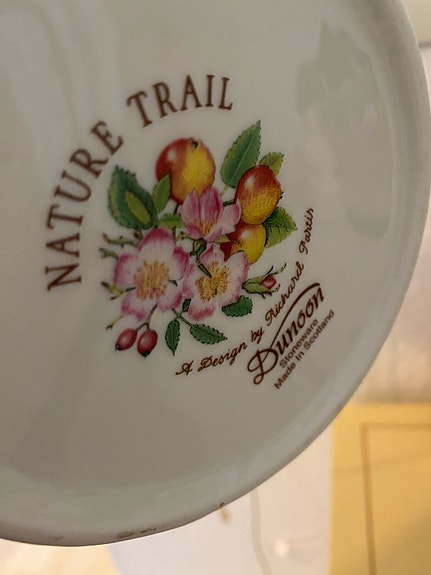 NATURE TRAIL
A Design by Richard Partis
Dunoon
Stoneware
Made in Scotland